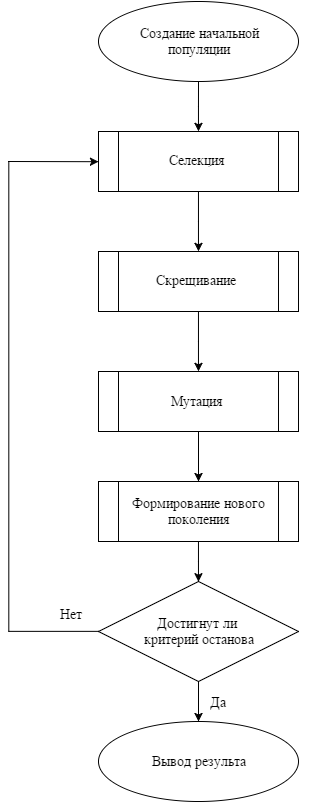 Создание начальной
популяции
Селекция
Скрещивание
Мутация
Формирование нового
поколения
Нет
Достигнут ли
критерий останова
Да
Вывод результа